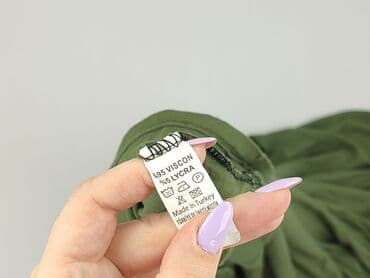 %95 VISCON
%5 LYCRA
P
Made in Turkey